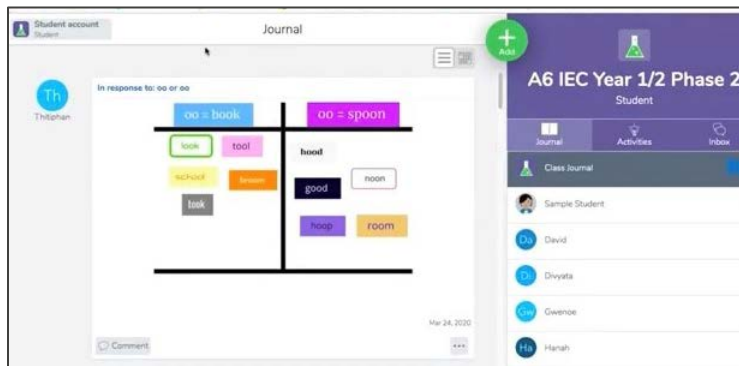 Student account
Student
Journal
Add
Th
Thitiphan
In response to: oo or oo
oo = book
oo = spoon
look
tool
hood
school
broom
good
noon
took
hoop
room
Mar 24, 2020
Comment
A6 IEC Year 1/2 Phase 2
Student
Journal
Activities
Inbox
Class Journal
Sample Student
Da
David
Di
Divyata
Gw
Gwenoe
Ha
Hanah